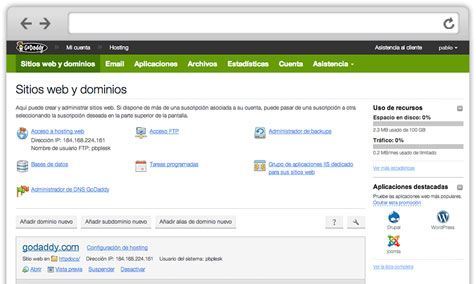 GoDaddy
Mi cuenta
Hosting
Asistencia al cliente
pablo
Sitios web y dominios
Email
Aplicaciones
Archivos
Estadísticas
Cuenta
Asistencia
Sitios web y dominios
Aquí puede crear y administrar sitios web. Si dispone de más de una suscripción asociada a su cuenta, puede pasar de una suscripción a otra
seleccionando la suscripción deseada en la parte superior de la pantalla.
Acceso a hosting web
Dirección IP: 184.168.224.161
Nombre de usuario FTP: pbplesk
Acceso FTP
Administrador de backups
Bases de datos
Tareas programadas
Grupo de aplicaciones IIS dedicado
para sus sitios web
Administrador de DNS GoDaddy
Añadir dominio nuevo
Añadir subdominio nuevo
Añadir alias de dominio nuevo
?
godaddy.com
Configuración de hosting
Sitio web en httpdocs/
Dirección IP: 184.168.224.161
Usuario del sistema: pbplesk
Abrir
Vista previa
Suspender
Desactivar
Uso de recursos
Espacio en disco: 0%
2.3 MB usado de 100 GB
Tráfico: 0%
0.2 MB/mes usado de ilimitado
Ver más estadísticas
Aplicaciones destacadas
Pruebe las aplicaciones web más populares.
Ocultar esta promoción
Drupal
WordPress
Joomla
Ver la lista completa